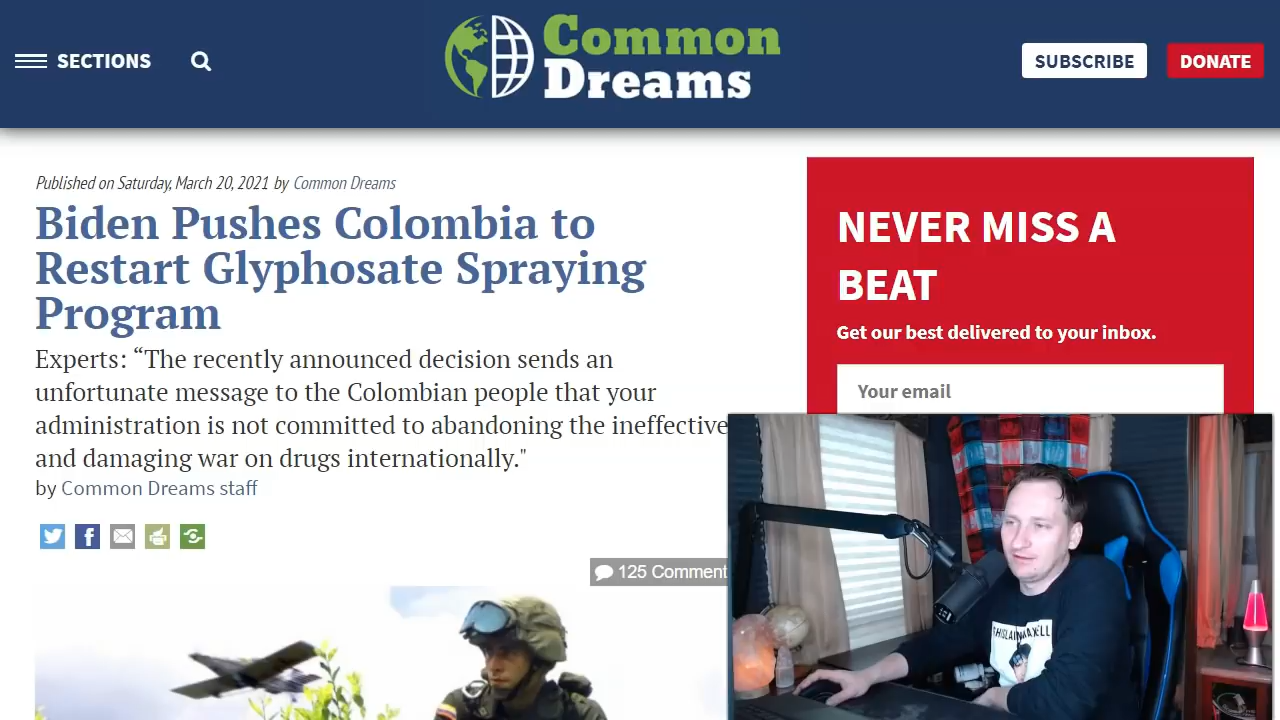 SECTIONS
Common
Dreams
SUBSCRIBE
DONATE
Published on Saturday, March 20, 2021 by Common Dreams
Biden Pushes Colombia to
Restart Glyphosate Spraying
Program
Experts: “The recently announced decision sends an
unfortunate message to the Colombian people that your
administration is not committed to abandoning the ineffective
and damaging war on drugs internationally."
by Common Dreams staff
125 Comment
NEVER MISS A
BEAT
Get our best delivered to your inbox.
Your email